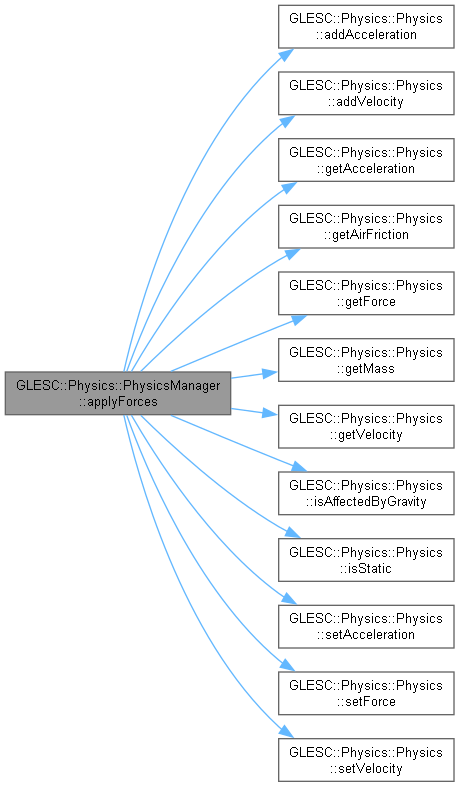 GLESC::Physics::Physics
::addAcceleration
GLESC::Physics::Physics
::addVelocity
GLESC::Physics::Physics
::getAcceleration
GLESC::Physics::Physics
::getAirFriction
GLESC::Physics::Physics
::getForce
GLESC::Physics::Physics
::getMass
GLESC::Physics::PhysicsManager
::applyForces
GLESC::Physics::Physics
::getVelocity
GLESC::Physics::Physics
::isAffectedByGravity
GLESC::Physics::Physics
::isStatic
GLESC::Physics::Physics
::setAcceleration
GLESC::Physics::Physics
::setForce
GLESC::Physics::Physics
::setVelocity